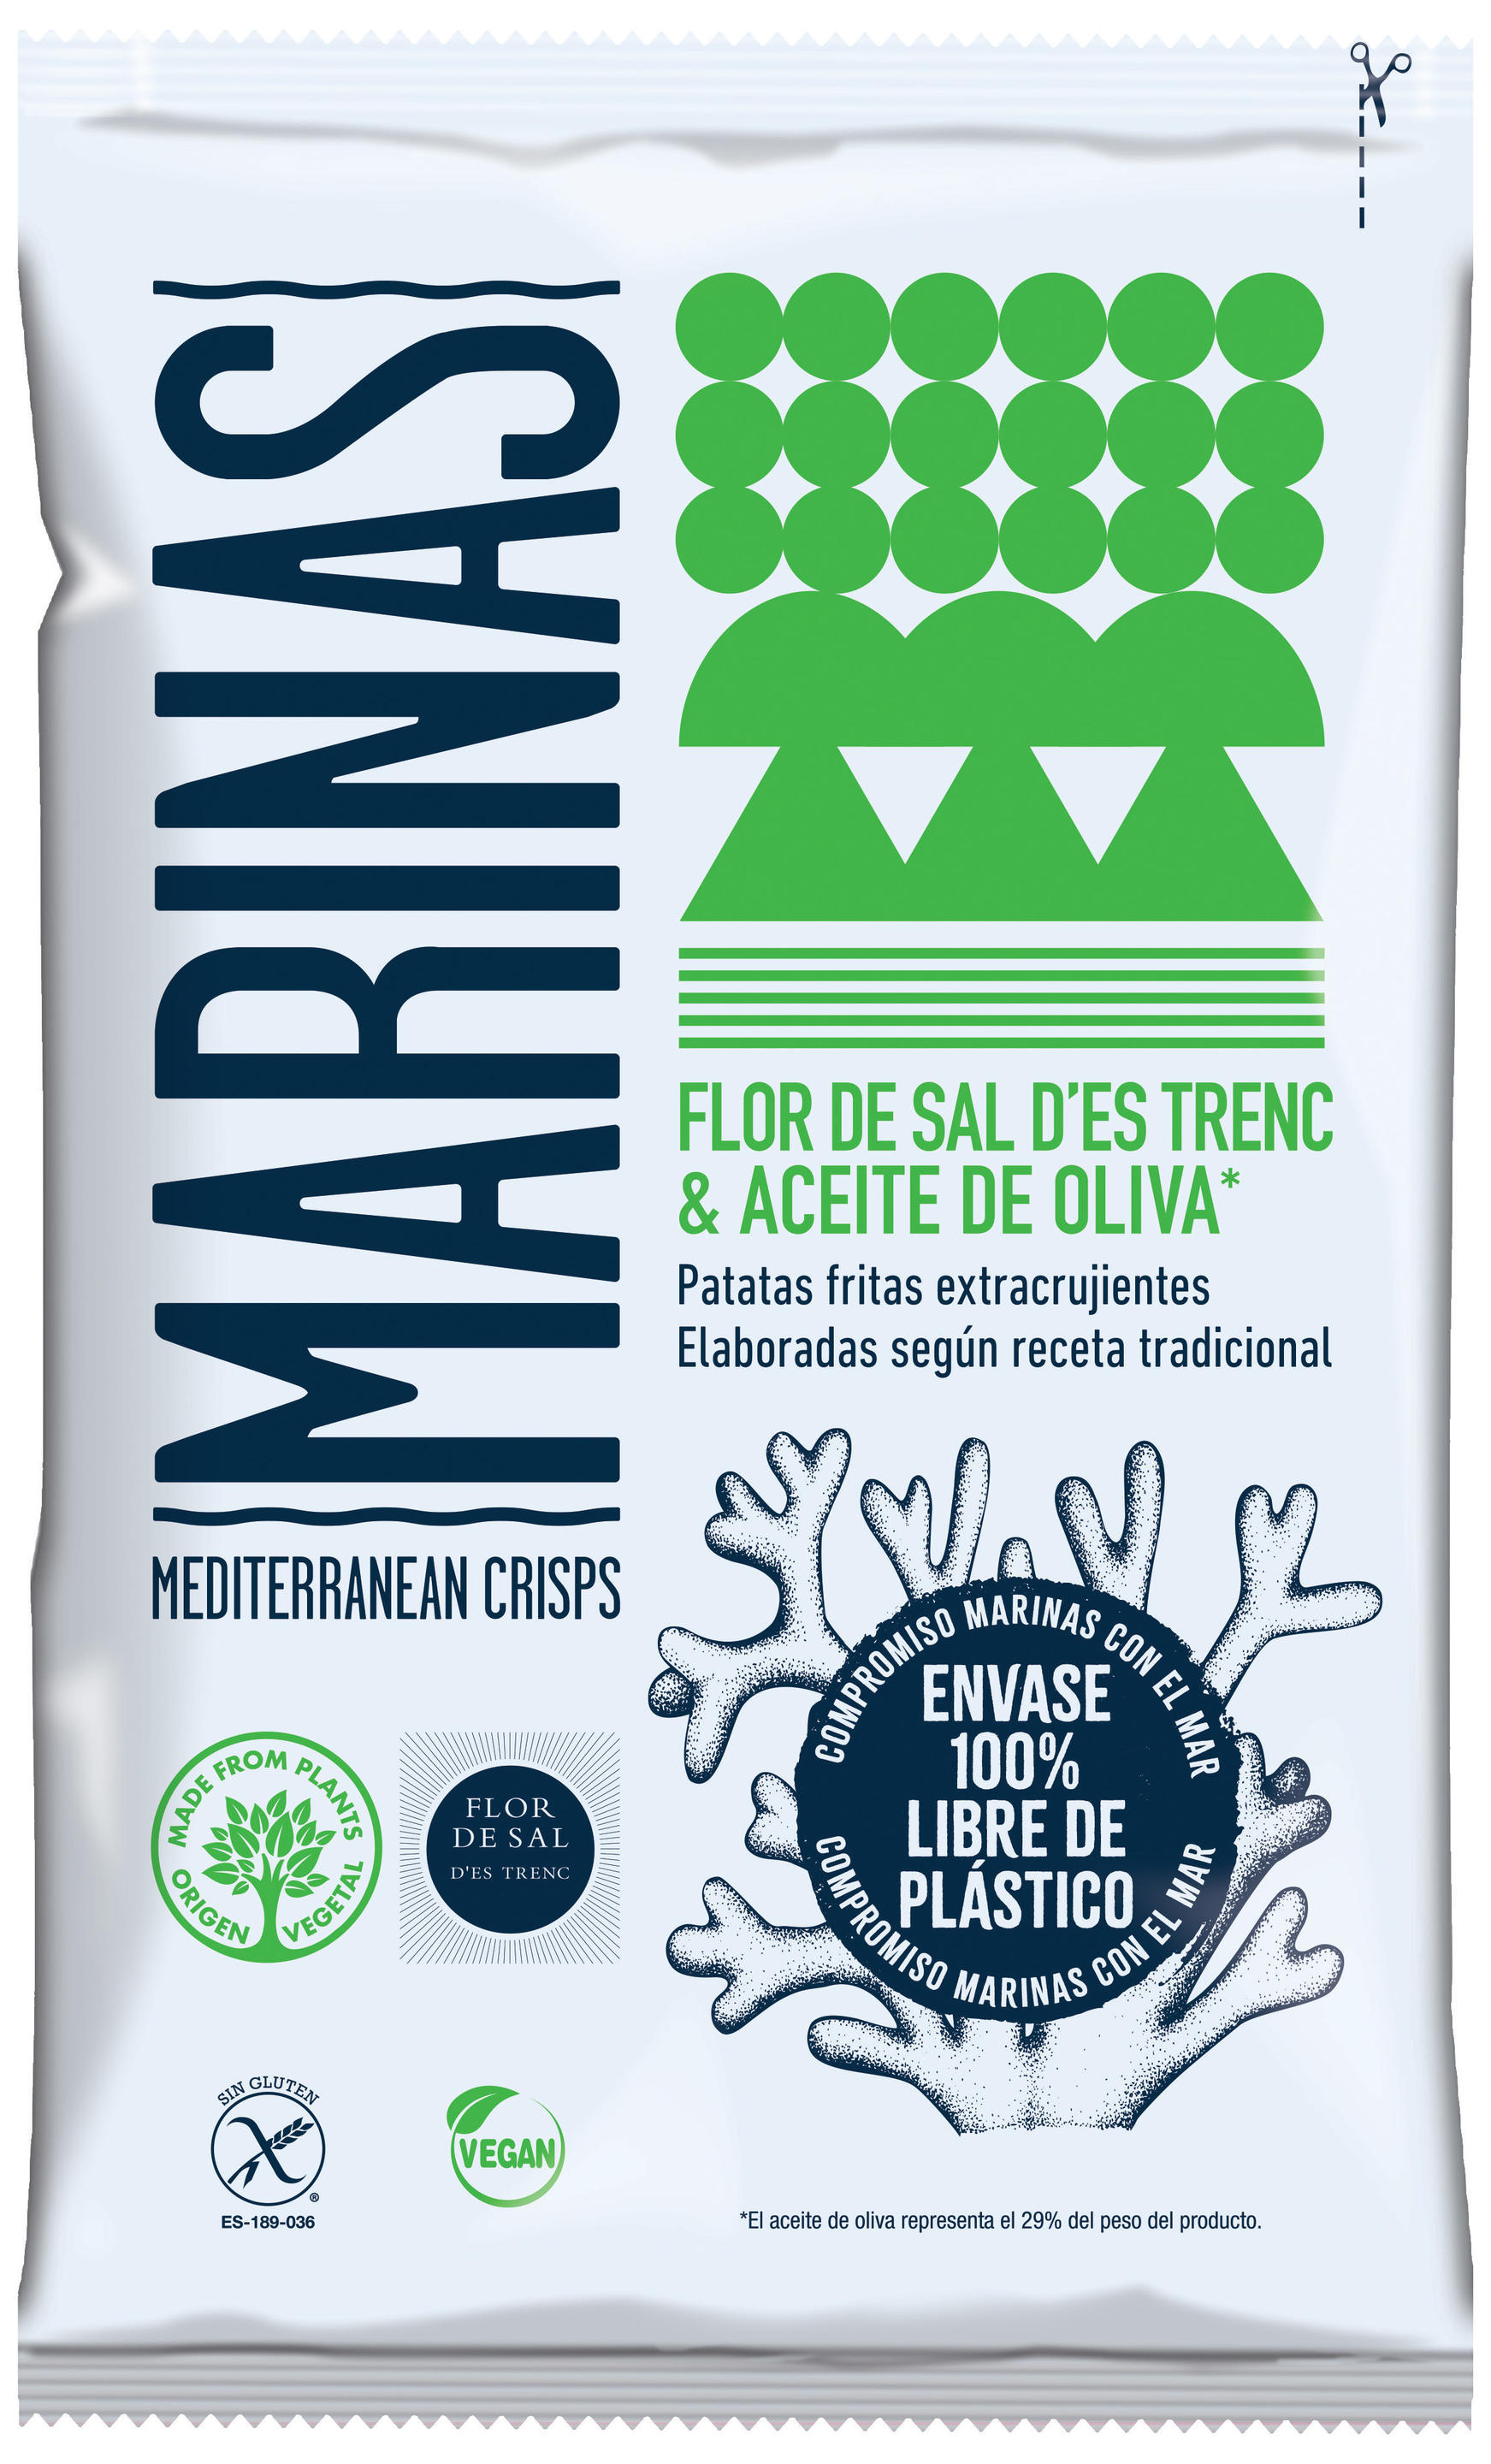 MARINAS
MEDITERRANEAN CRISPS
FLOR DE SAL D'ES TRENC
& ACEITE DE OLIVA*
Patatas fritas extracrujientes
Elaboradas según receta tradicional
COMPROMISO MARINAS CON EL MAR
ENVASE
100%
LIBRE DE
PLÁSTICO
COMPROMISO MARINAS CON EL MAR
MADE FROM PLANTS
ORIGEN VEGETAL
FLOR
DE SAL
D'ES TRENC
SIN GLUTEN
®
ES-189-036
VEGAN
*El aceite de oliva representa el 29% del peso del producto.